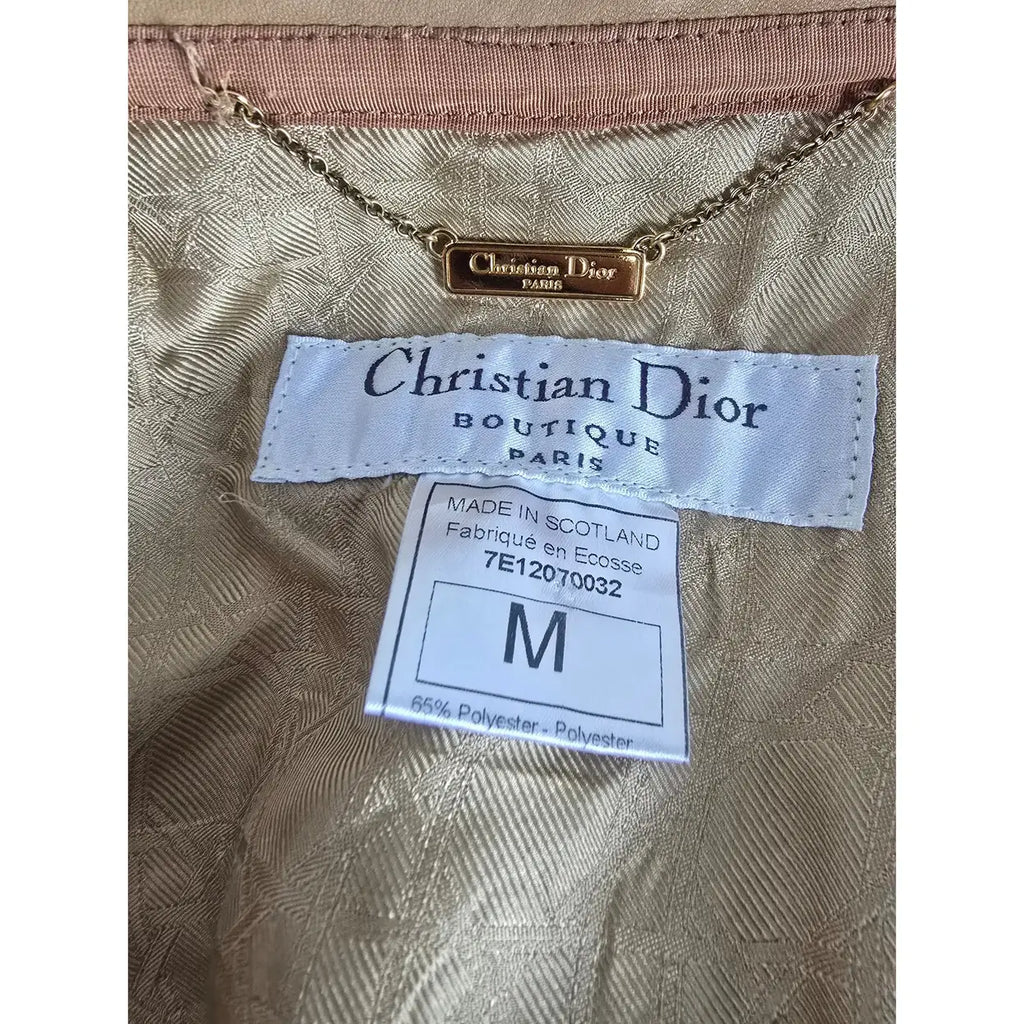 Christian Dior
PARIS
Christian Dior
BOUTIQUE
PARIS
MADE IN SCOTLAND
Fabriqué en Ecosse
7E12070032
M
65% Polyester - Polyester